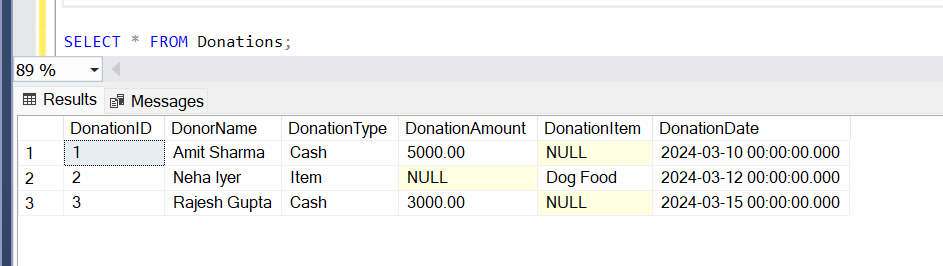 SELECT * FROM Donations;
89 %
Results Messages
DonationID DonorName DonationType DonationAmount DonationItem DonationDate
1 1 Amit Sharma Cash 5000.00 NULL 2024-03-10 00:00:00.000
2 2 Neha Iyer Item NULL Dog Food 2024-03-12 00:00:00.000
3 3 Rajesh Gupta Cash 3000.00 NULL 2024-03-15 00:00:00.000